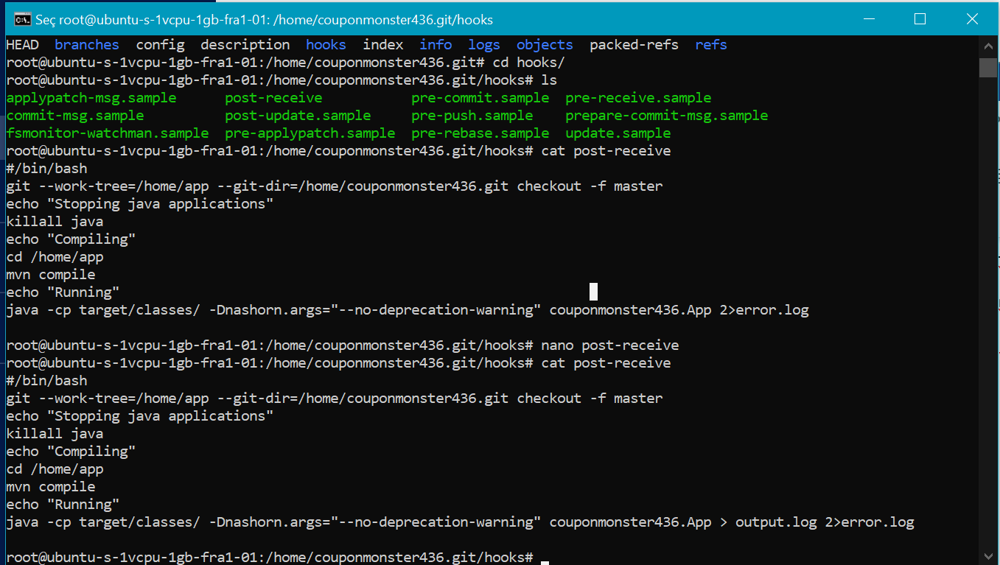 Seç root@ubuntu-s-1vcpu-1gb-fra1-01: /home/couponmonster436.git/hooks
HEAD  branches  config  description  hooks  index  info  logs  objects  packed-refs  refs
root@ubuntu-s-1vcpu-1gb-fra1-01:/home/couponmonster436.git# cd hooks/
root@ubuntu-s-1vcpu-1gb-fra1-01:/home/couponmonster436.git/hooks# ls
applypatch-msg.sample      post-receive           pre-commit.sample  pre-receive.sample
commit-msg.sample          post-update.sample     pre-push.sample    prepare-commit-msg.sample
fsmonitor-watchman.sample  pre-applypatch.sample  pre-rebase.sample  update.sample
root@ubuntu-s-1vcpu-1gb-fra1-01:/home/couponmonster436.git/hooks# cat post-receive
#/bin/bash
git --work-tree=/home/app --git-dir=/home/couponmonster436.git checkout -f master
echo "Stopping java applications"
killall java
echo "Compiling"
cd /home/app
mvn compile
echo "Running"
java -cp target/classes/ -Dnashorn.args="--no-deprecation-warning" couponmonster436.App 2>error.log
root@ubuntu-s-1vcpu-1gb-fra1-01:/home/couponmonster436.git/hooks# nano post-receive
root@ubuntu-s-1vcpu-1gb-fra1-01:/home/couponmonster436.git/hooks# cat post-receive
#/bin/bash
git --work-tree=/home/app --git-dir=/home/couponmonster436.git checkout -f master
echo "Stopping java applications"
killall java
echo "Compiling"
cd /home/app
mvn compile
echo "Running"
java -cp target/classes/ -Dnashorn.args="--no-deprecation-warning" couponmonster436.App > output.log 2>error.log
root@ubuntu-s-1vcpu-1gb-fra1-01:/home/couponmonster436.git/hooks#